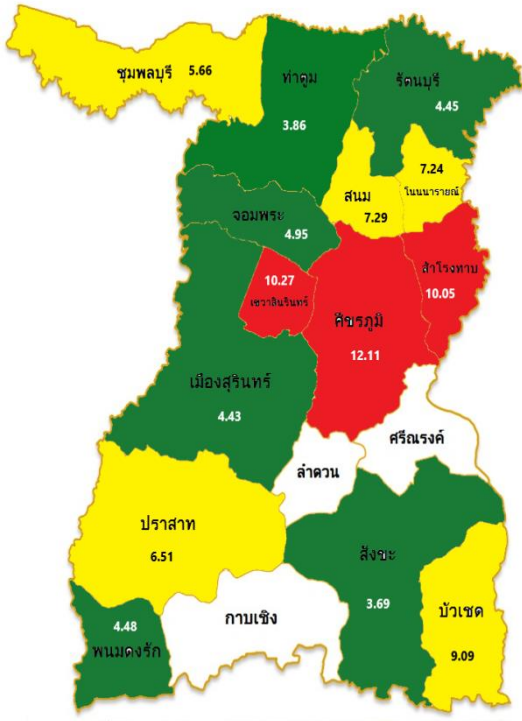 ชุมพลบุรี 5.66
ท่าตูม
3.86
รัตนบุรี
4.45
7.24
โนนนารายณ์
สนม
7.29
จอมพระ
4.95
10.27
เขวาสินรินทร์
ศีขรภูมิ
12.11
สำโรงทาบ
10.05
เมืองสุรินทร์
4.43
ศรีณรงค์
ลำดวน
ปราสาท
6.51
สังขะ
3.69
บัวเชด
9.09
กาบเชิง
4.48
พนมดงรัก